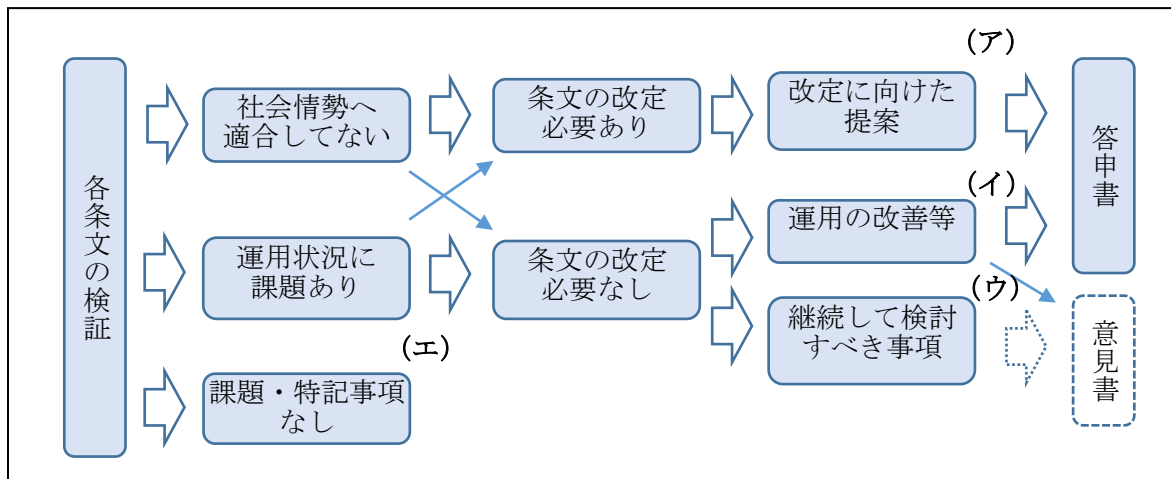 各条文の検証
社会情勢へ
適合してない
運用状況に
課題あり
(エ)
課題・特記事項
なし
条文の改定
必要あり
条文の改定
必要なし
(ア)
改定に向けた
提案
(イ)
運用の改善等
(ウ)
継続して検討
すべき事項
答申書
意見書